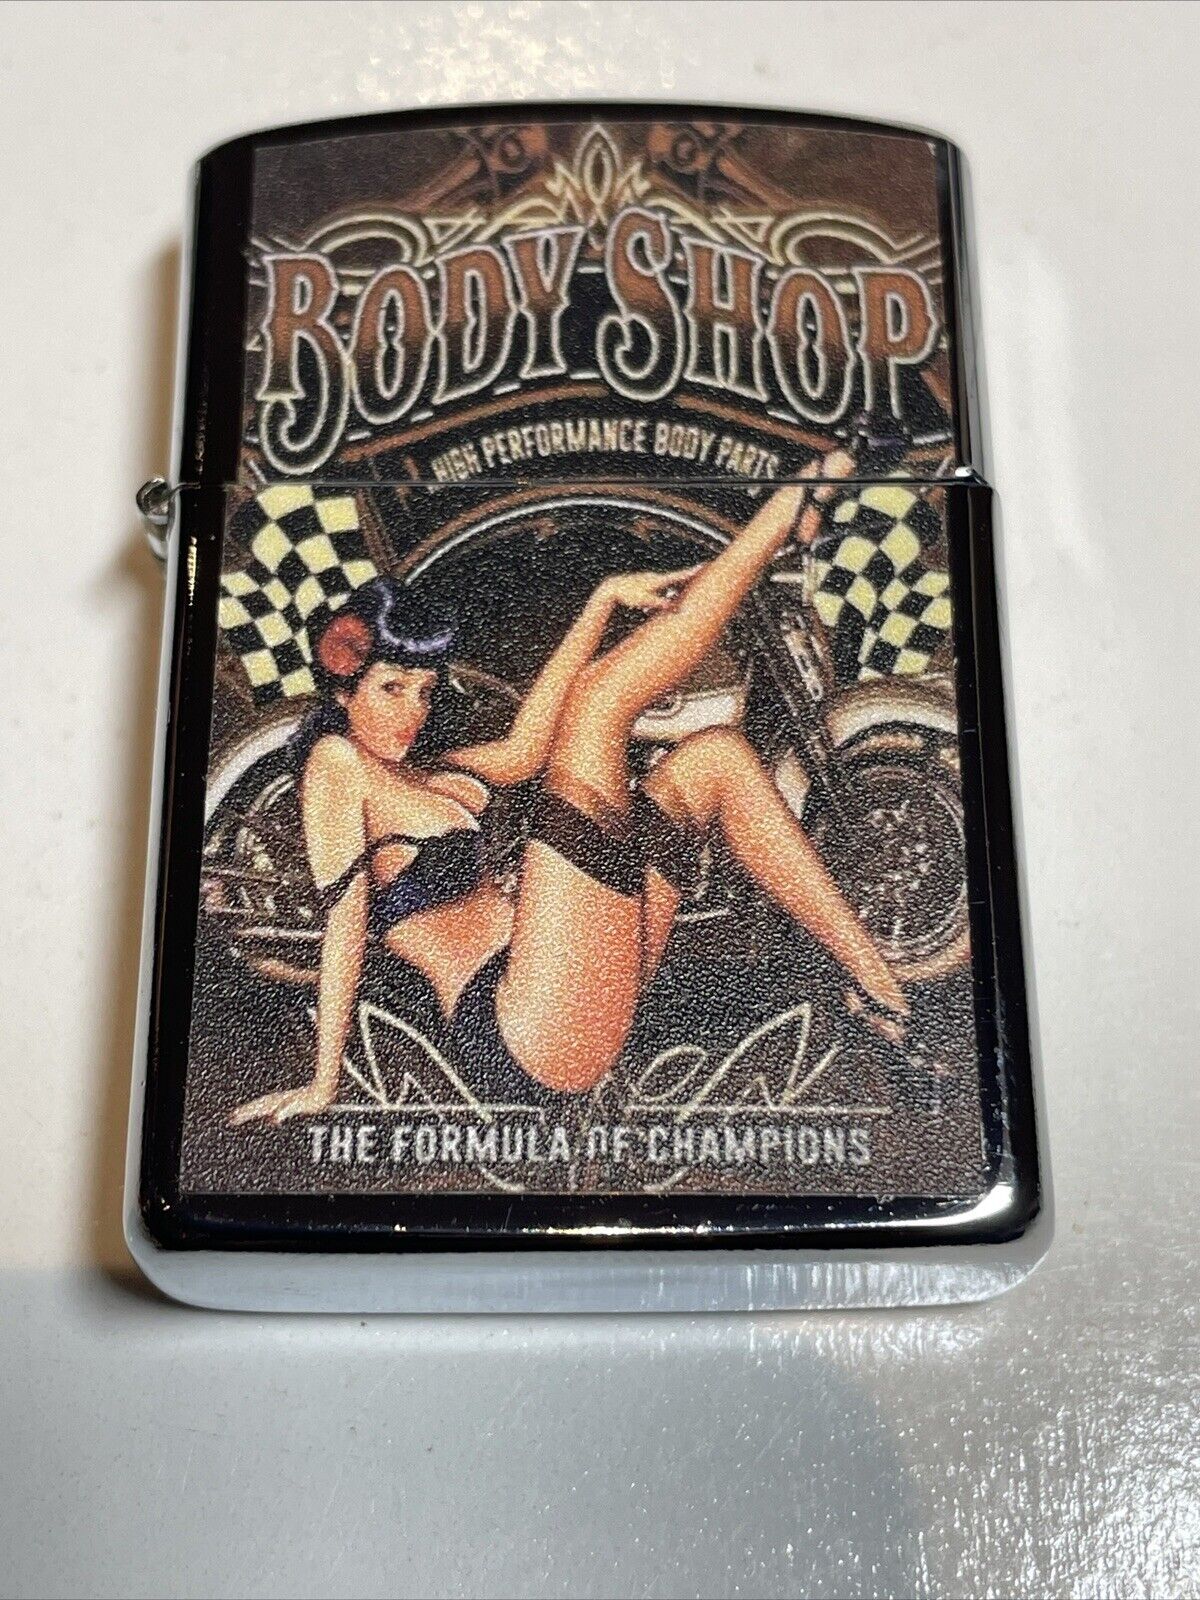 BODY SHOP
HIGH PERFORMANCE BODY PARTS
THE FORMULA OF CHAMPIONS